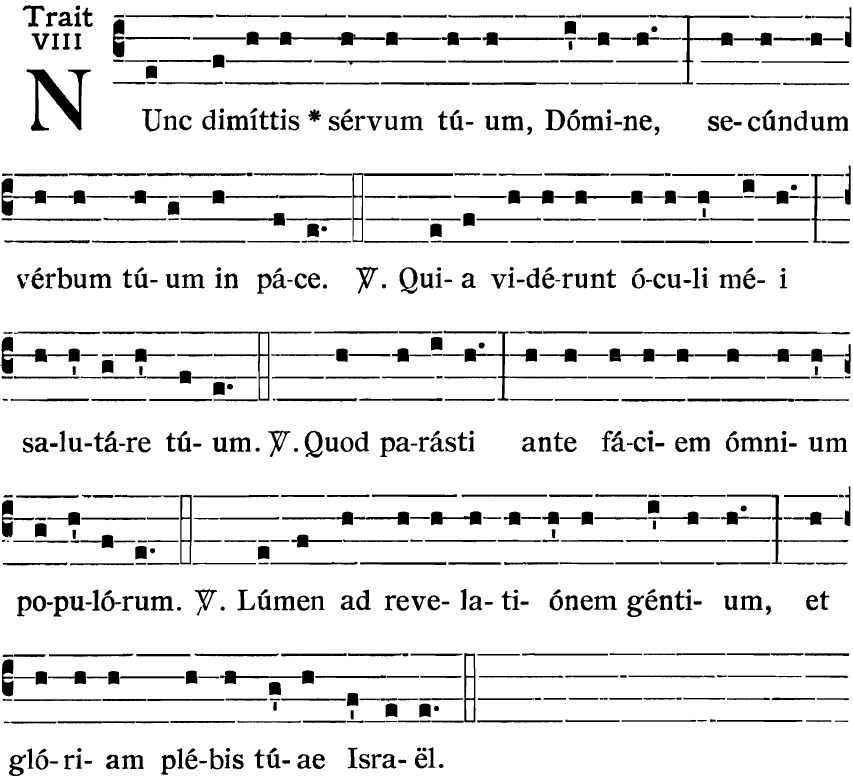 Trait
VIII
NUnc dimíttis * sérvum tú- um, Dómi-ne, se-cúndum
vérbum tú-um in pá-ce. ℣. Qui- a vi-dé-runt ó-cu-li mé- i
sa-lu-tá-re tú- um. ℣. Quod pa-rásti ante fá-ci- em ómni- um
po-pu-ló-rum. ℣. Lúmen ad reve- la- ti- ónem génti- um, et
gló- ri- am plé-bis tú- ae Isra- ël.